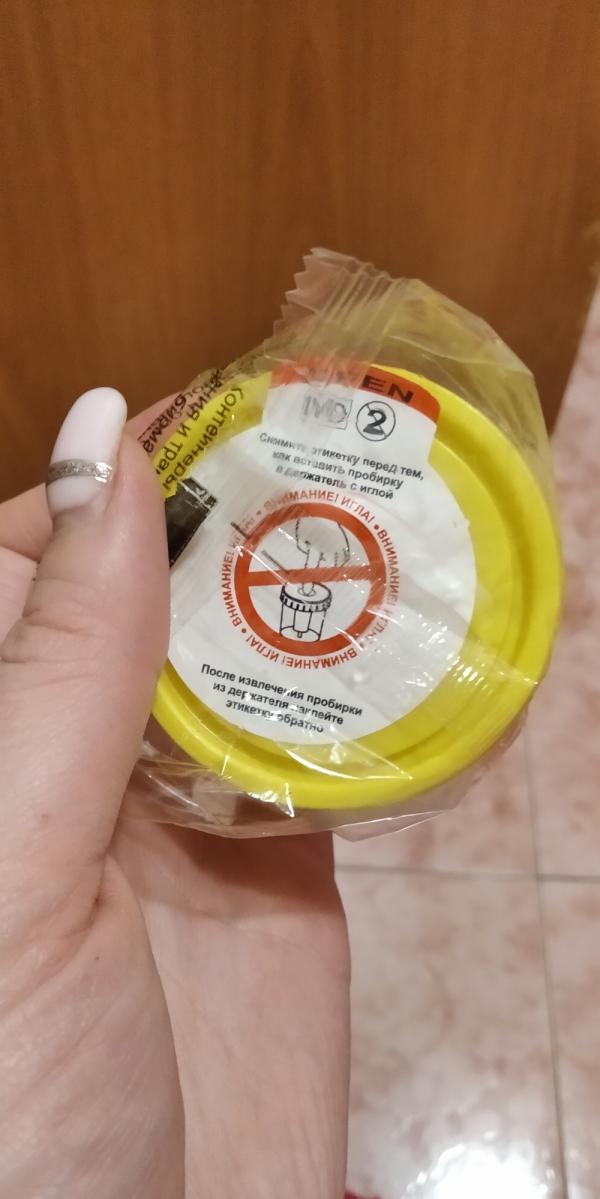 IVD 2
Снимите этикетку перед тем,
как вставить пробирку
в держатель с иглой
ВНИМАНИЕ! ИГЛА! • ВНИМАНИЕ! ИГЛА! • ВНИМАНИЕ! ИГЛА! • ВНИМАНИЕ! ИГЛА! •
После извлечения пробирки
из держателя наклейте
этикетку обратно
Контейнеры